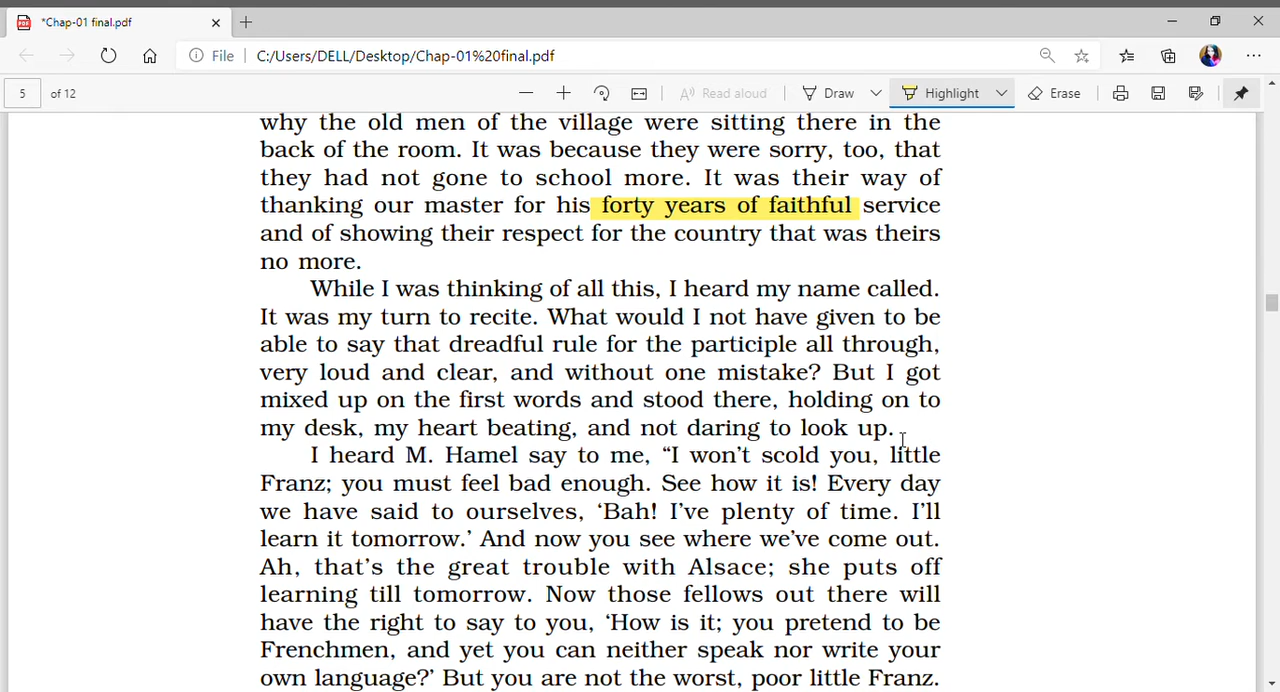 *Chap-01 final.pdf
File C:/Users/DELL/Desktop/Chap-01%20final.pdf
5 of 12 Read aloud Draw Highlight Erase
why the old men of the village were sitting there in the
back of the room. It was because they were sorry, too, that
they had not gone to school more. It was their way of
thanking our master for his forty years of faithful service
and of showing their respect for the country that was theirs
no more.
While I was thinking of all this, I heard my name called.
It was my turn to recite. What would I not have given to be
able to say that dreadful rule for the participle all through,
very loud and clear, and without one mistake? But I got
mixed up on the first words and stood there, holding on to
my desk, my heart beating, and not daring to look up.
I heard M. Hamel say to me, “I won’t scold you, little
Franz; you must feel bad enough. See how it is! Every day
we have said to ourselves, ‘Bah! I’ve plenty of time. I’ll
learn it tomorrow.’ And now you see where we’ve come out.
Ah, that’s the great trouble with Alsace; she puts off
learning till tomorrow. Now those fellows out there will
have the right to say to you, ‘How is it; you pretend to be
Frenchmen, and yet you can neither speak nor write your
own language?’ But you are not the worst, poor little Franz.